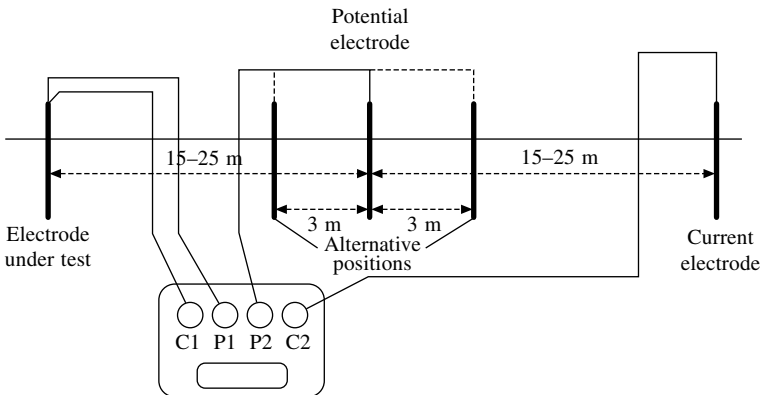 Potential
electrode
15–25 m
15–25 m
3 m
3 m
Electrode
under test
Alternative
positions
Current
electrode
C1 P1 P2 C2